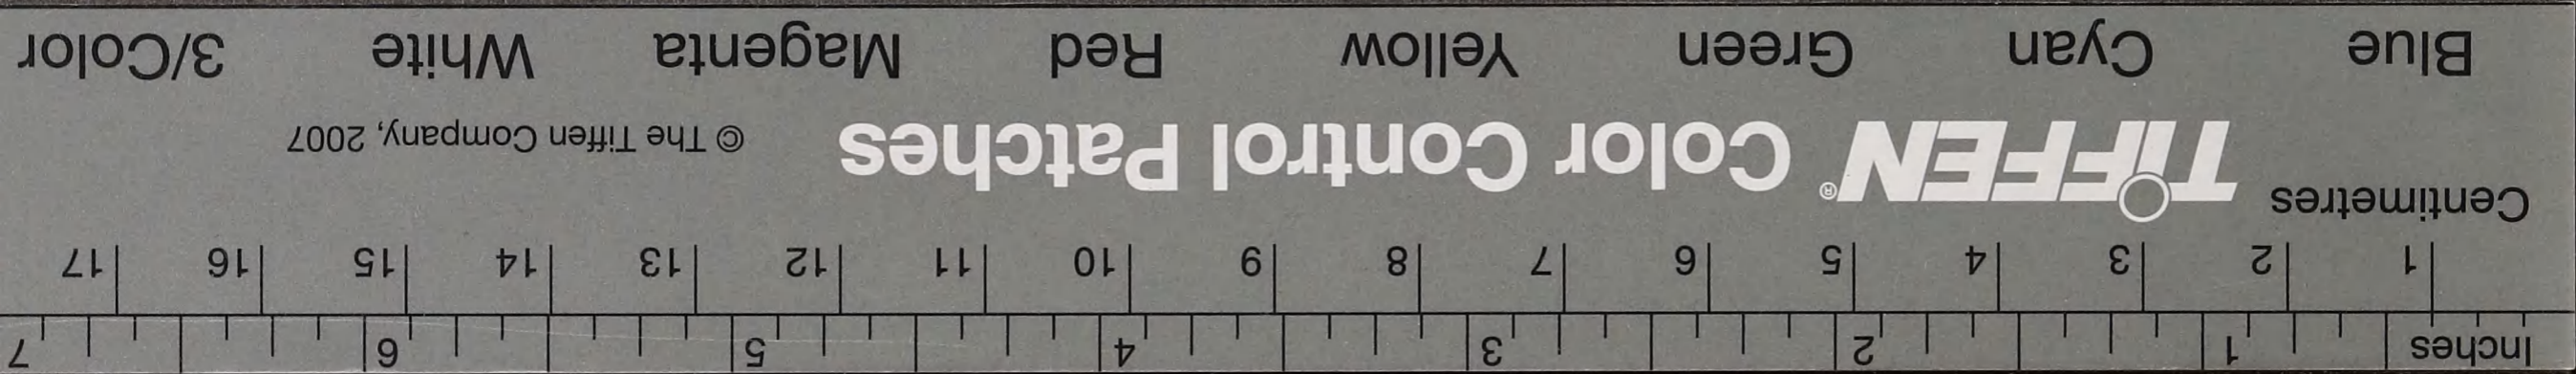 Inches 1 2 3 4 5 6 7
1 2 3 4 5 6 7 8 9 10 11 12 13 14 15 16 17
Centimetres
TIFFEN® Color Control Patches © The Tiffen Company, 2007
Blue Cyan Green Yellow Red Magenta White 3/Color